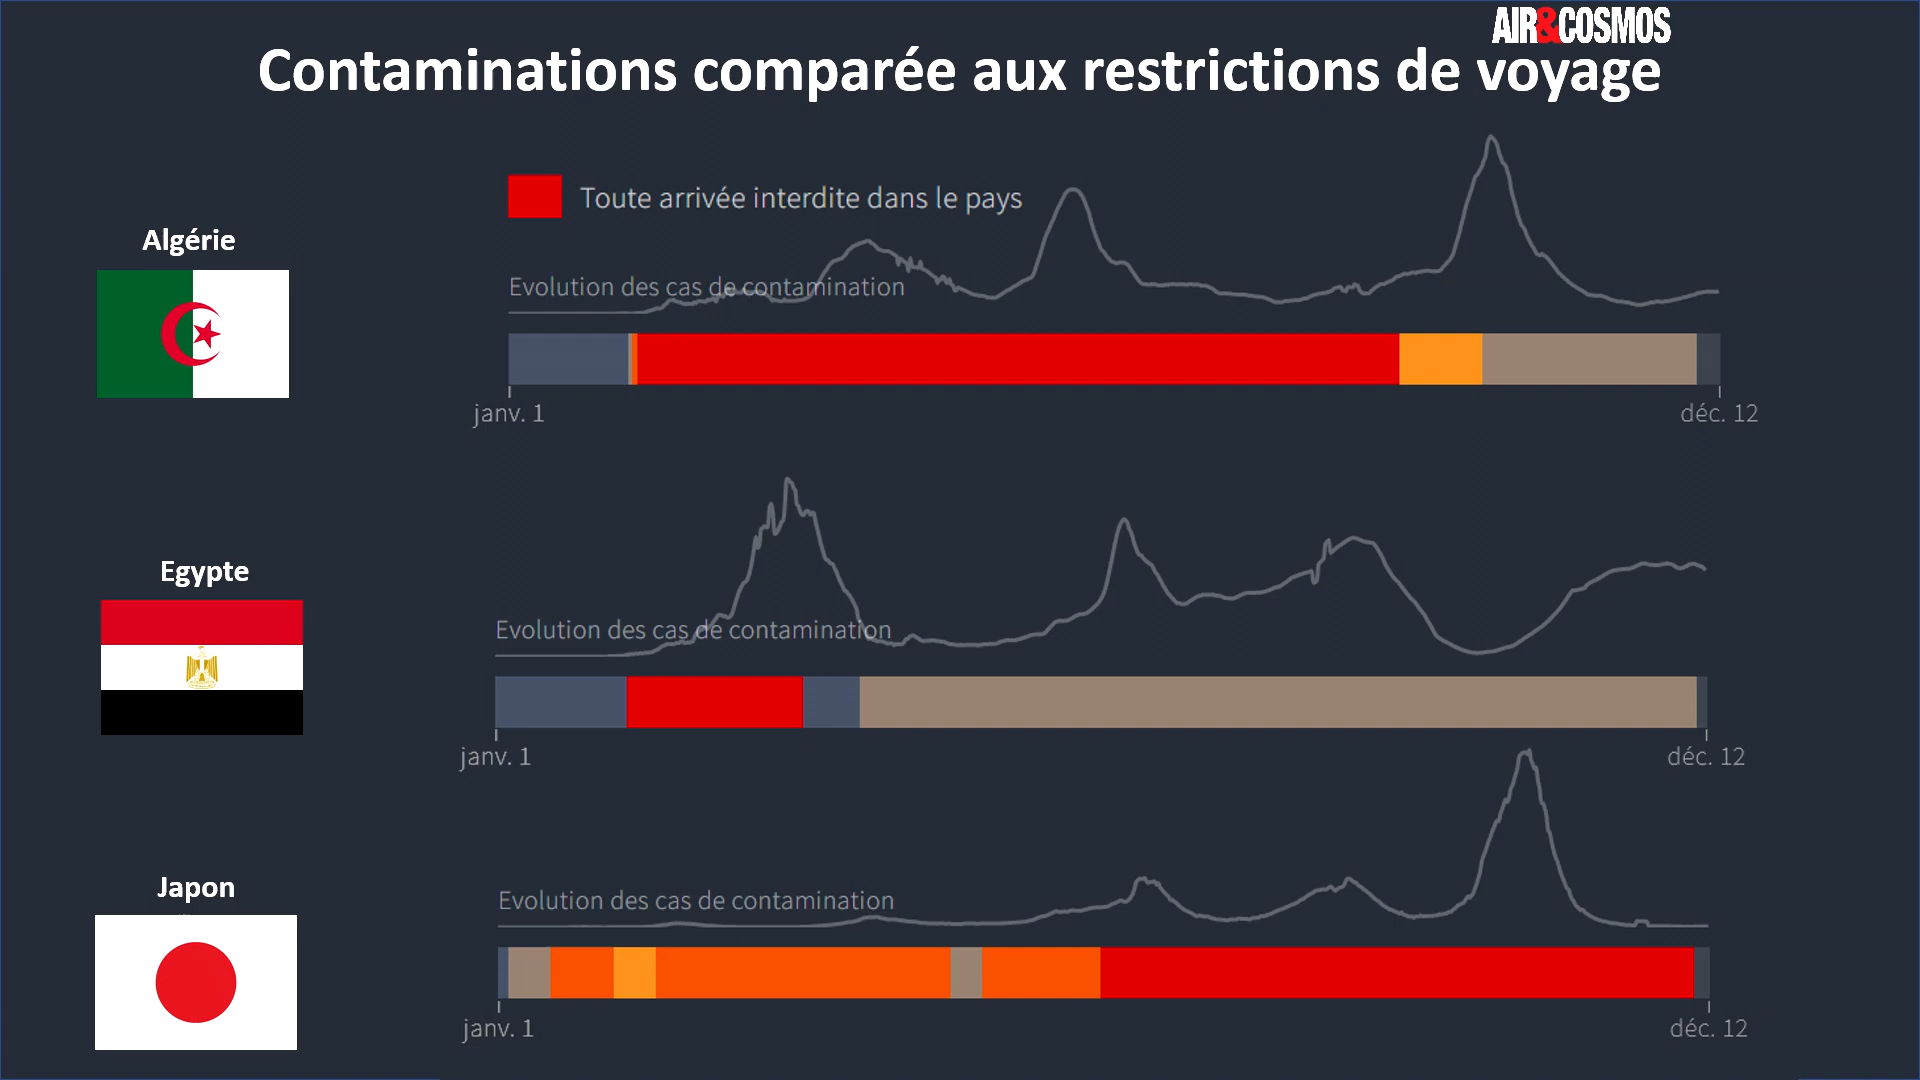 AIR&COSMOS
Contaminations comparée aux restrictions de voyage
Toute arrivée interdite dans le pays
Algérie
Evolution des cas de contamination
janv. 1
déc. 12
Egypte
Evolution des cas de contamination
janv. 1
déc. 12
Japon
Evolution des cas de contamination
janv. 1
déc. 12